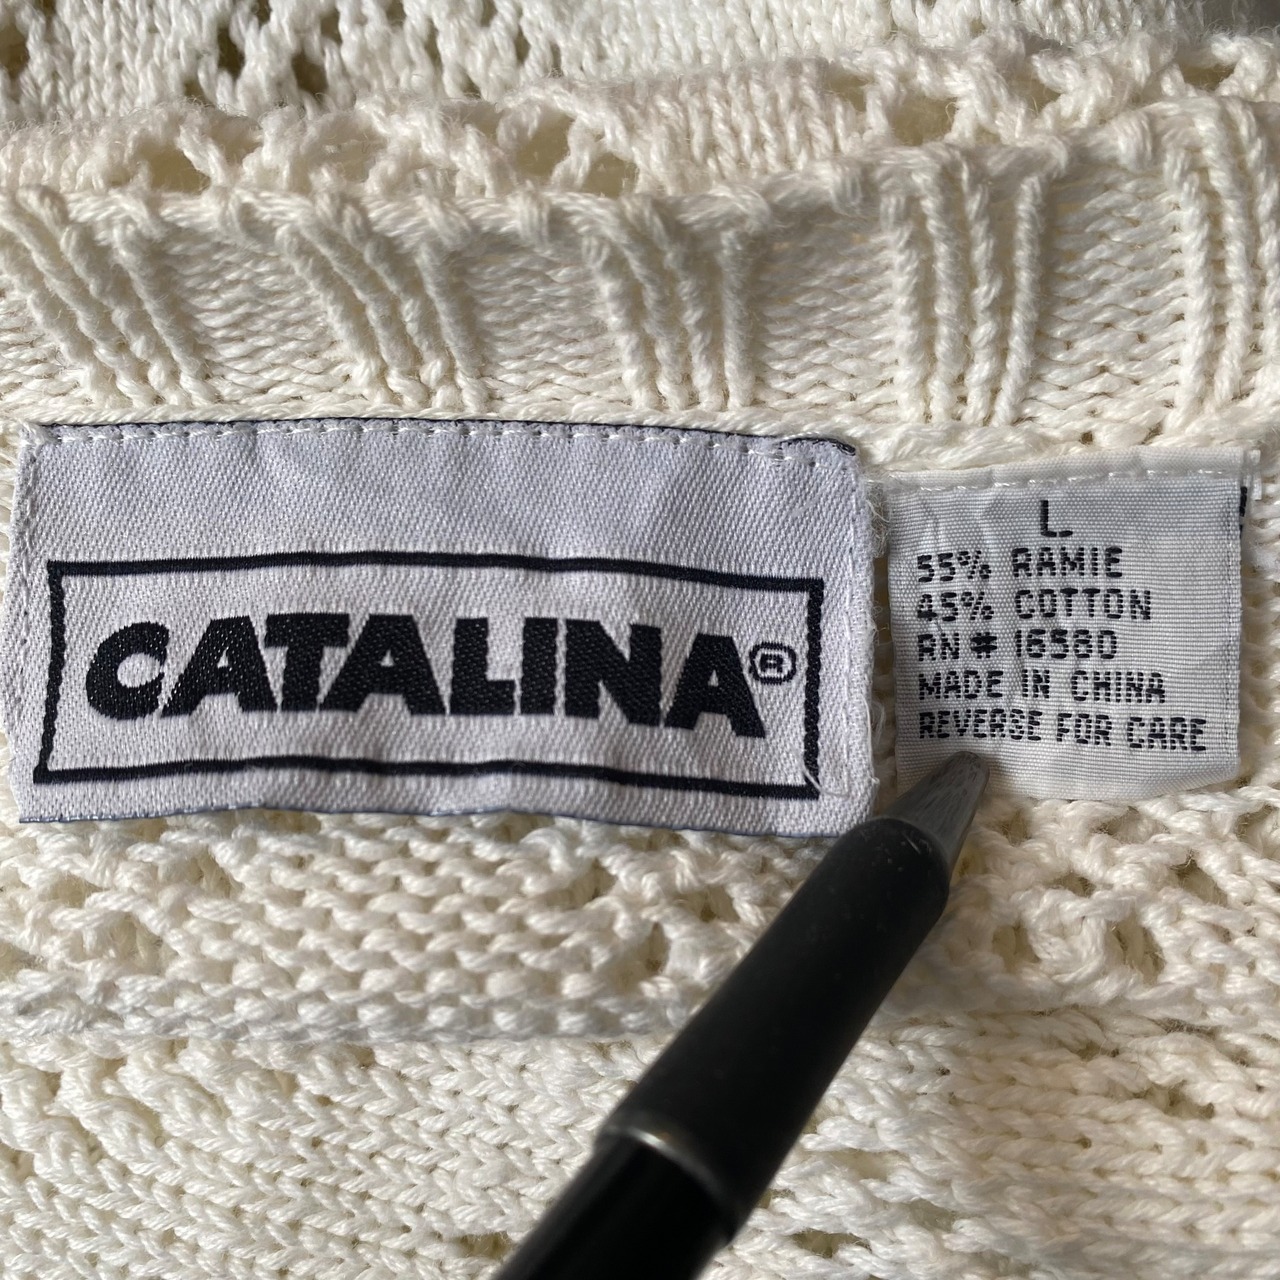 CATALINA®
L
55% RAMIE
45% COTTON
RN # 16580
MADE IN CHINA
REVERSE FOR CARE